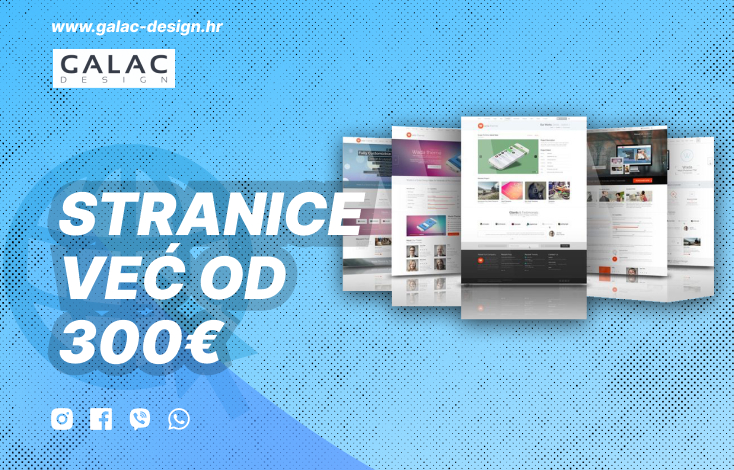 www.galac-design.hr
GALAC
DESIGN
STRANICE
VEĆ OD
300€